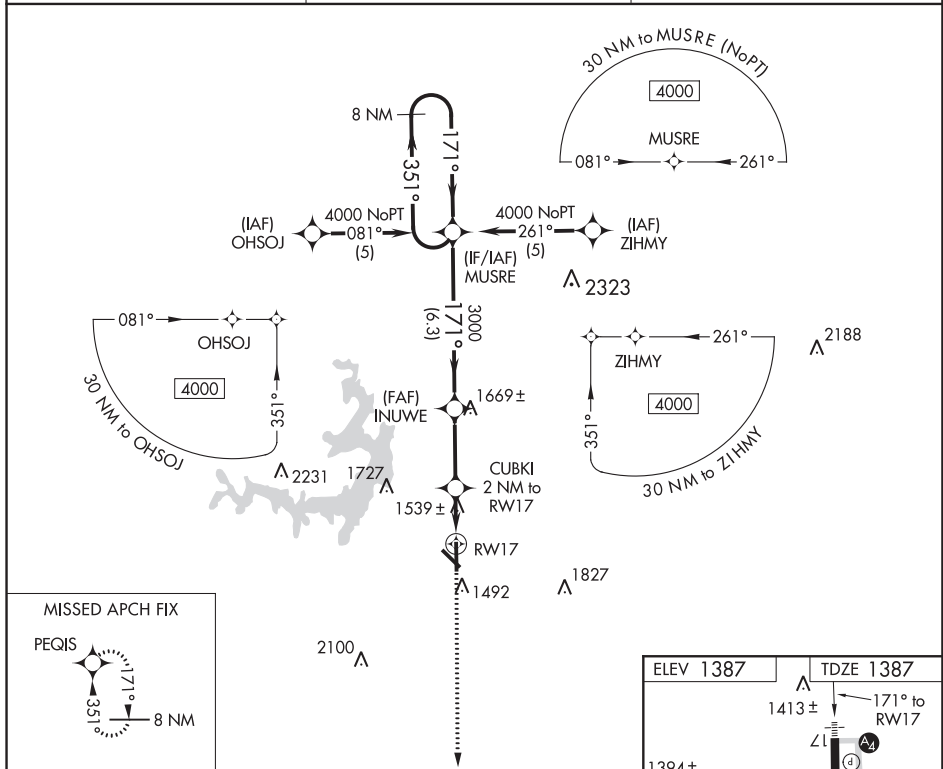 30 NM to MUSRE (NoPT)
4000
MUSRE
081°
261°
8 NM
171°
351°
(IAF)
OHSOJ
4000 NoPT
081°
(5)
4000 NoPT
261°
(5)
(IAF)
ZIHMY
(IF/IAF)
MUSRE
2323
3000
171°
(6.3)
081°
OHSOJ
4000
351°
30 NM to OHSOJ
261°
ZIHMY
4000
351°
30 NM to ZIHMY
2188
(FAF)
INUWE
1669±
2231
1727
CUBKI
2 NM to
RW17
1539±
RW17
1492
1827
2100
MISSED APCH FIX
PEQIS
171°
351°
8 NM
ELEV 1387
TDZE 1387
1413±
171° to
RW17
17
A4
P
1394±